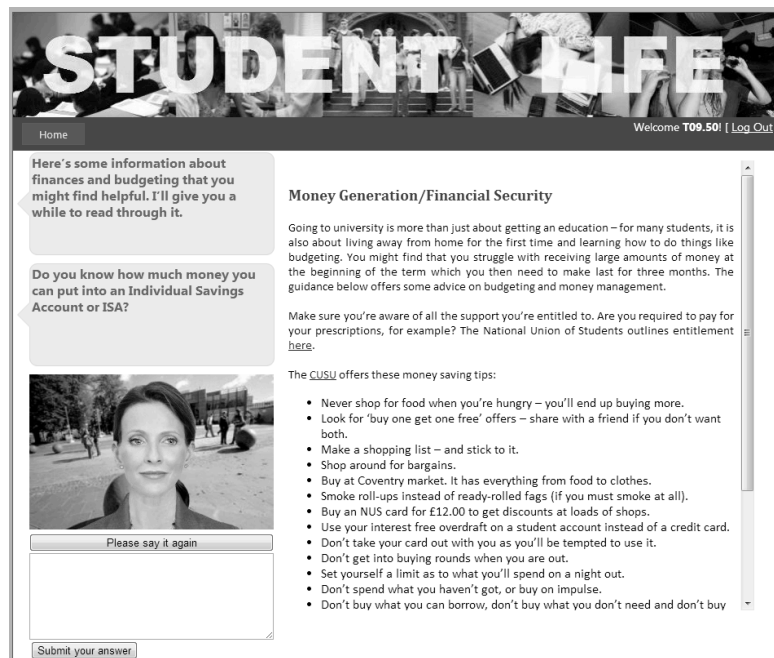 STUDENT LIFE
Home
Welcome T09.50! [ Log Out
Here's some information about
finances and budgeting that you
might find helpful. I'll give you a
while to read through it.
Do you know how much money you
can put into an Individual Savings
Account or ISA?
Please say it again
Submit your answer
Money Generation/Financial Security
Going to university is more than just about getting an education – for many students, it is
also about living away from home for the first time and learning how to do things like
budgeting. You might find that you struggle with receiving large amounts of money at
the beginning of the term which you then need to make last for three months. The
guidance below offers some advice on budgeting and money management.
Make sure you're aware of all the support you're entitled to. Are you required to pay for
your prescriptions, for example? The National Union of Students outlines entitlement
here.
The CUSU offers these money saving tips:
• Never shop for food when you're hungry – you'll end up buying more.
• Look for 'buy one get one free' offers – share with a friend if you don't want
both.
• Make a shopping list – and stick to it.
• Shop around for bargains.
• Buy at Coventry market. It has everything from food to clothes.
• Smoke roll-ups instead of ready-rolled fags (if you must smoke at all).
• Buy an NUS card for £12.00 to get discounts at loads of shops.
• Use your interest free overdraft on a student account instead of a credit card.
• Don't take your card out with you as you'll be tempted to use it.
• Don't get into buying rounds when you are out.
• Set yourself a limit as to what you'll spend on a night out.
• Don't spend what you haven't got, or buy on impulse.
• Don't buy what you can borrow, don't buy what you don't need and don't buy